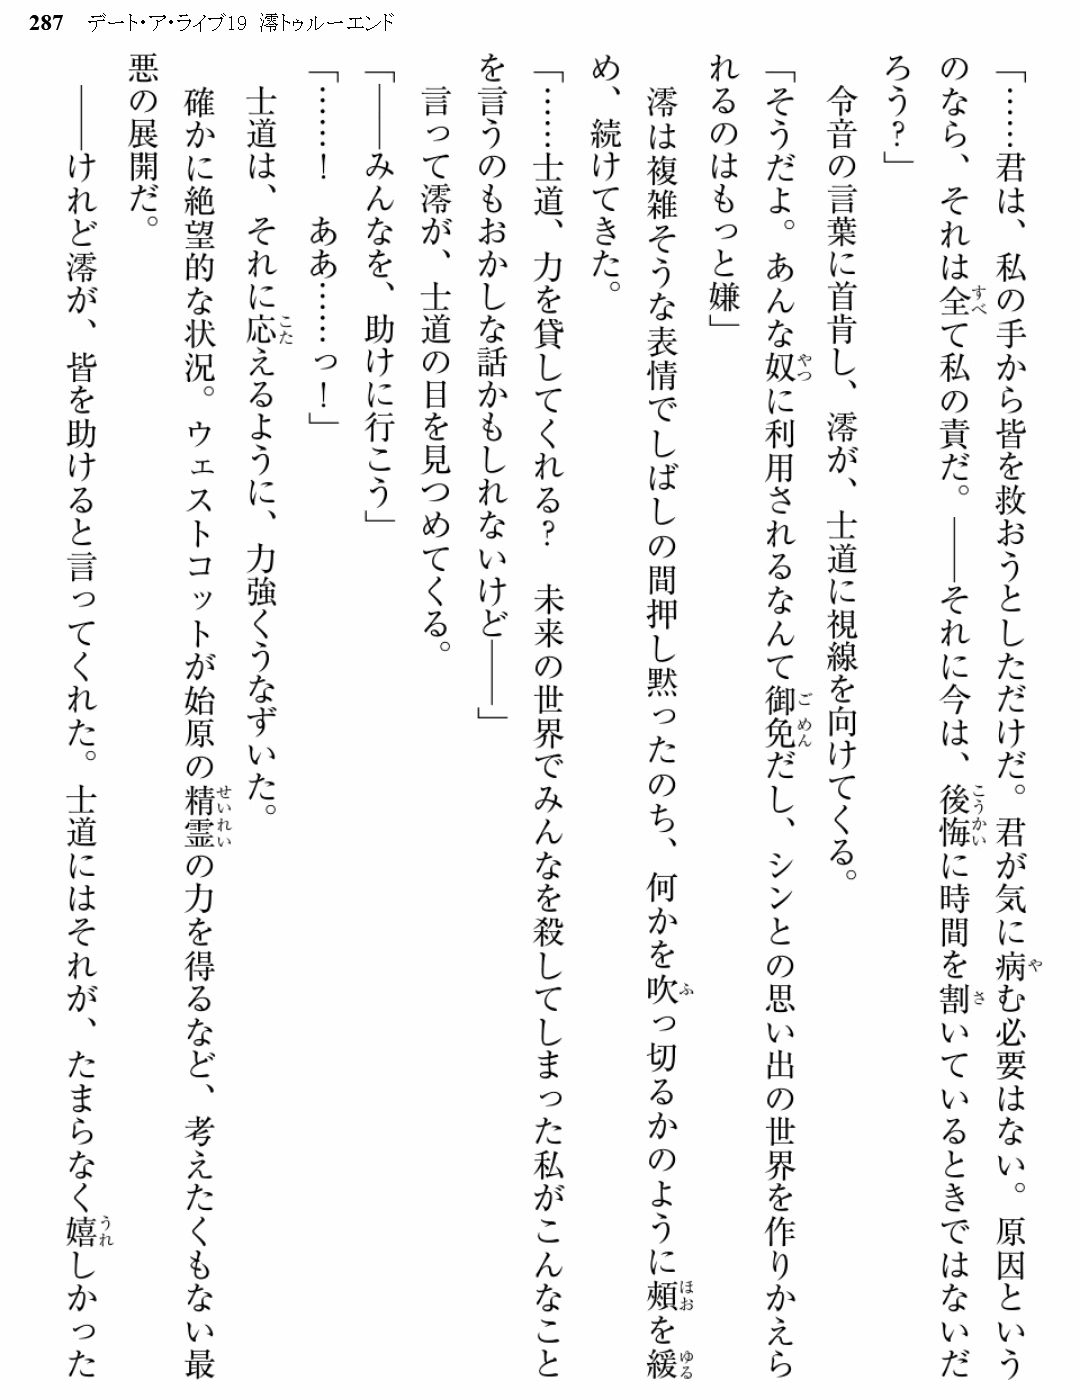 287 デート・ア・ライブ19 澪トゥルーエンド
「……君は、私の手から皆を救おうとしただけだ。君が気に病む必要はない。原因という
のなら、それは全て私の責だ。――それに今は、後悔に時間を割いているときではないだ
ろう?」
令音の言葉に首肯し、澪が、士道に視線を向けてくる。
「そうだよ。あんな奴に利用されるなんて御免だし、シンとの思い出の世界を作りかえら
れるのはもっと嫌」
澪は複雑そうな表情でしばしの間押し黙ったのち、何かを吹っ切るかのように頬を緩
め、続けてきた。
「……士道、力を貸してくれる? 未来の世界でみんなを殺してしまった私がこんなこと
を言うのもおかしな話かもしれないけど――」
言って澪が、士道の目を見つめてくる。
「――みんなを、助けに行こう」
「……! ああ……っ!」
士道は、それに応えるように、力強くうなずいた。
確かに絶望的な状況。ウェストコットが始原の精霊の力を得るなど、考えたくもない最
悪の展開だ。
――けれど澪が、皆を助けると言ってくれた。士道にはそれが、たまらなく嬉しかった